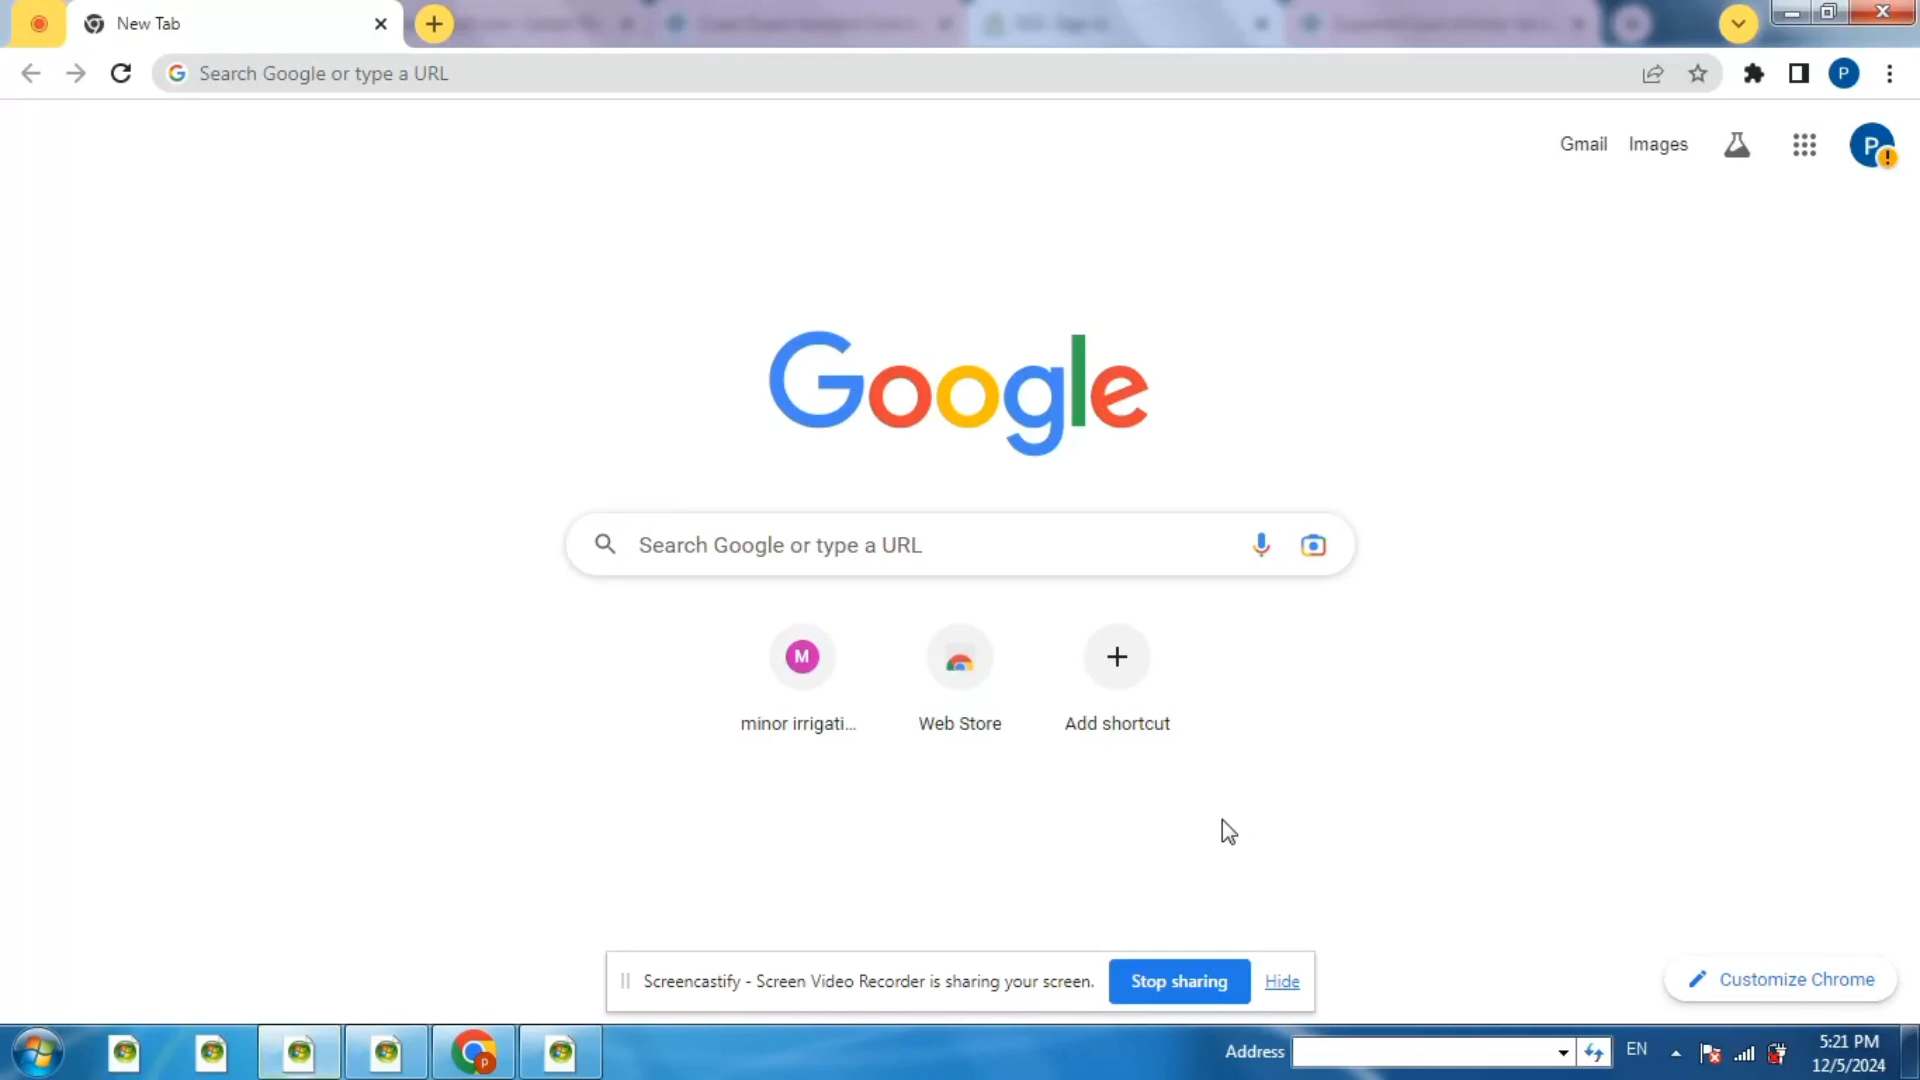 New Tab
Search Google or type a URL
P
Gmail
Images
P
Google
Search Google or type a URL
M
minor irrigati...
Web Store
Add shortcut
Screencastify - Screen Video Recorder is sharing your screen.
Stop sharing
Hide
Customize Chrome
P
Address
EN
5:21 PM
12/5/2024